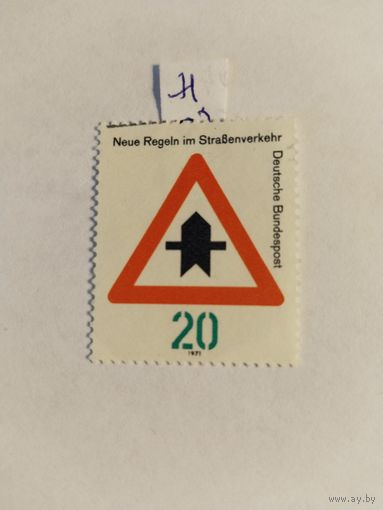 H
Neue Regeln im Straßenverkehr
Deutsche Bundespost
20
1971
www.ay.by